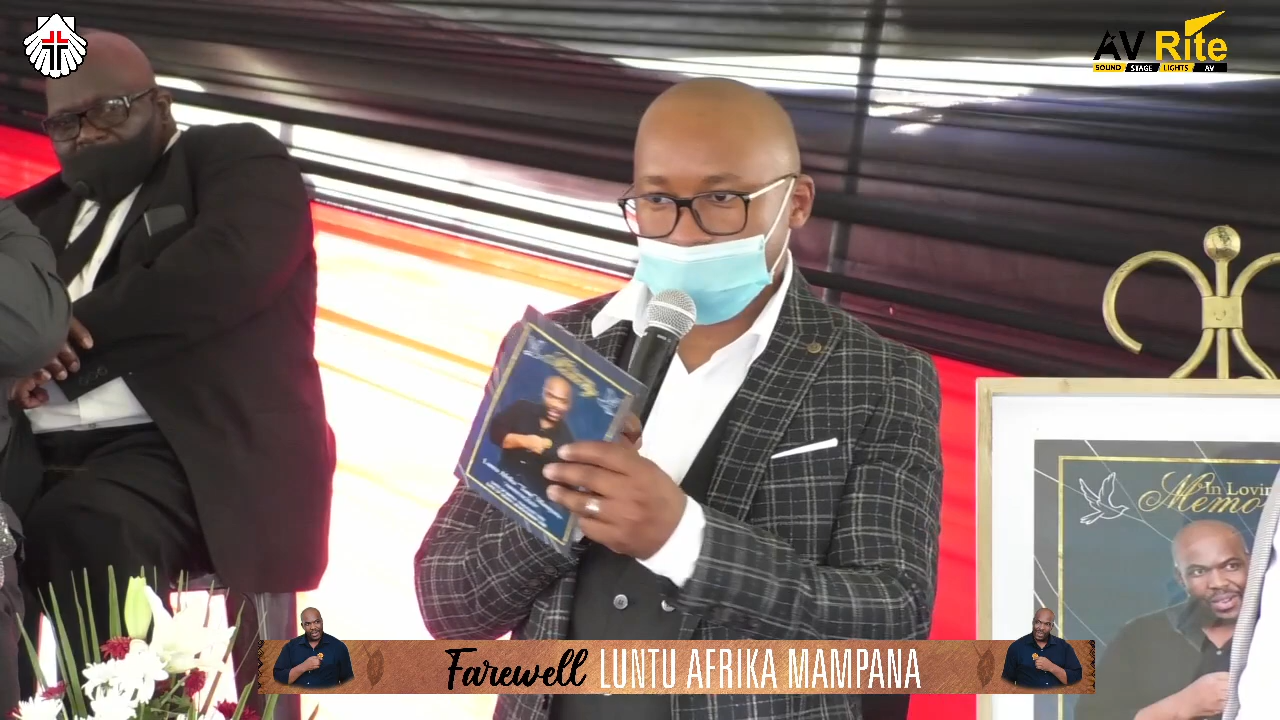 AV Rite
SOUND STAGE LIGHTS AV
In Lovin
Memo
Farewell LUNTU AFRIKA MAMPANA